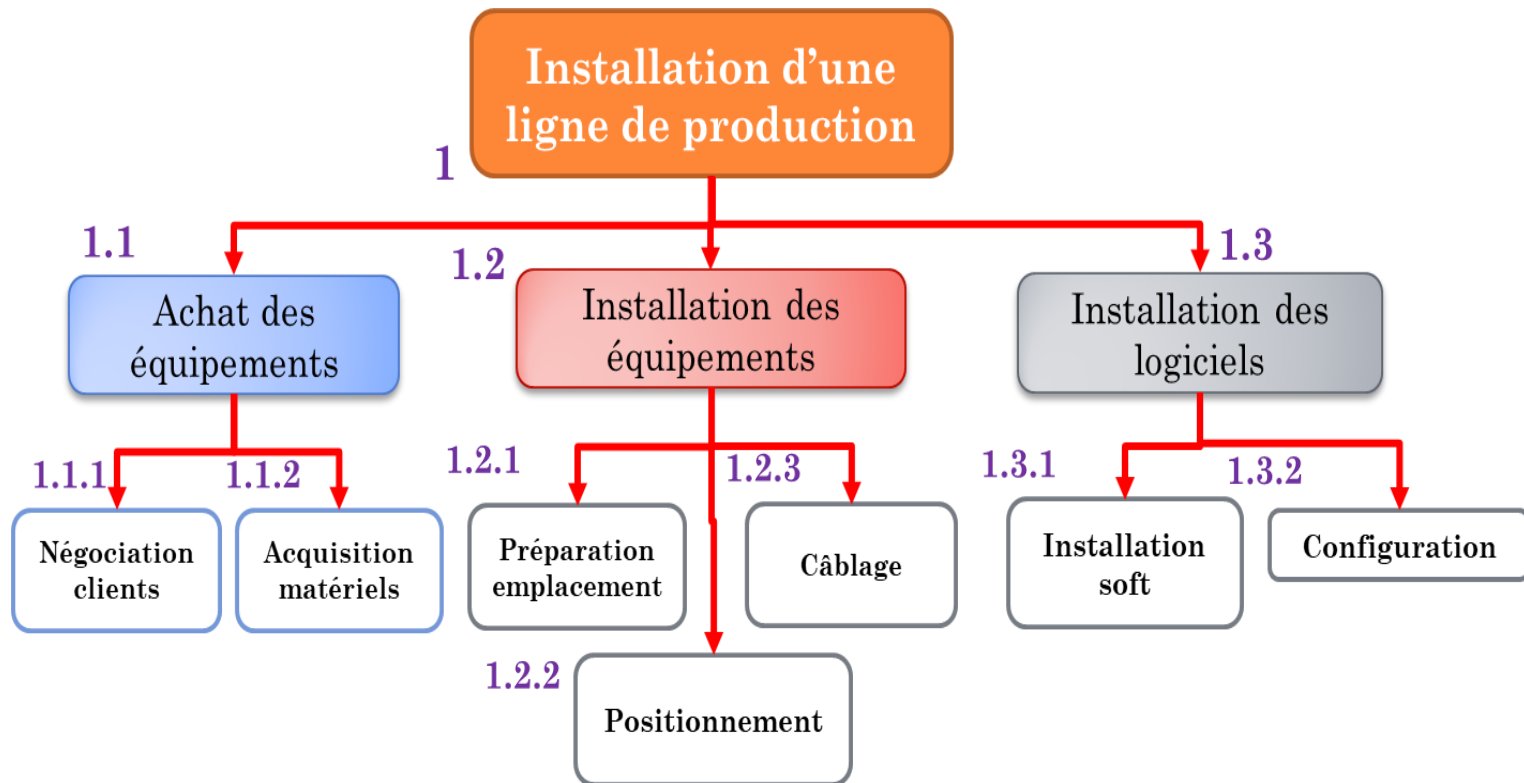 Installation d’une
ligne de production
1
1.1
Achat des
équipements
1.2
Installation des
équipements
1.3
Installation des
logiciels
1.1.1
Négociation
clients
1.1.2
Acquisition
matériels
1.2.1
Préparation
emplacement
1.2.3
Câblage
1.2.2
Positionnement
1.3.1
Installation
soft
1.3.2
Configuration